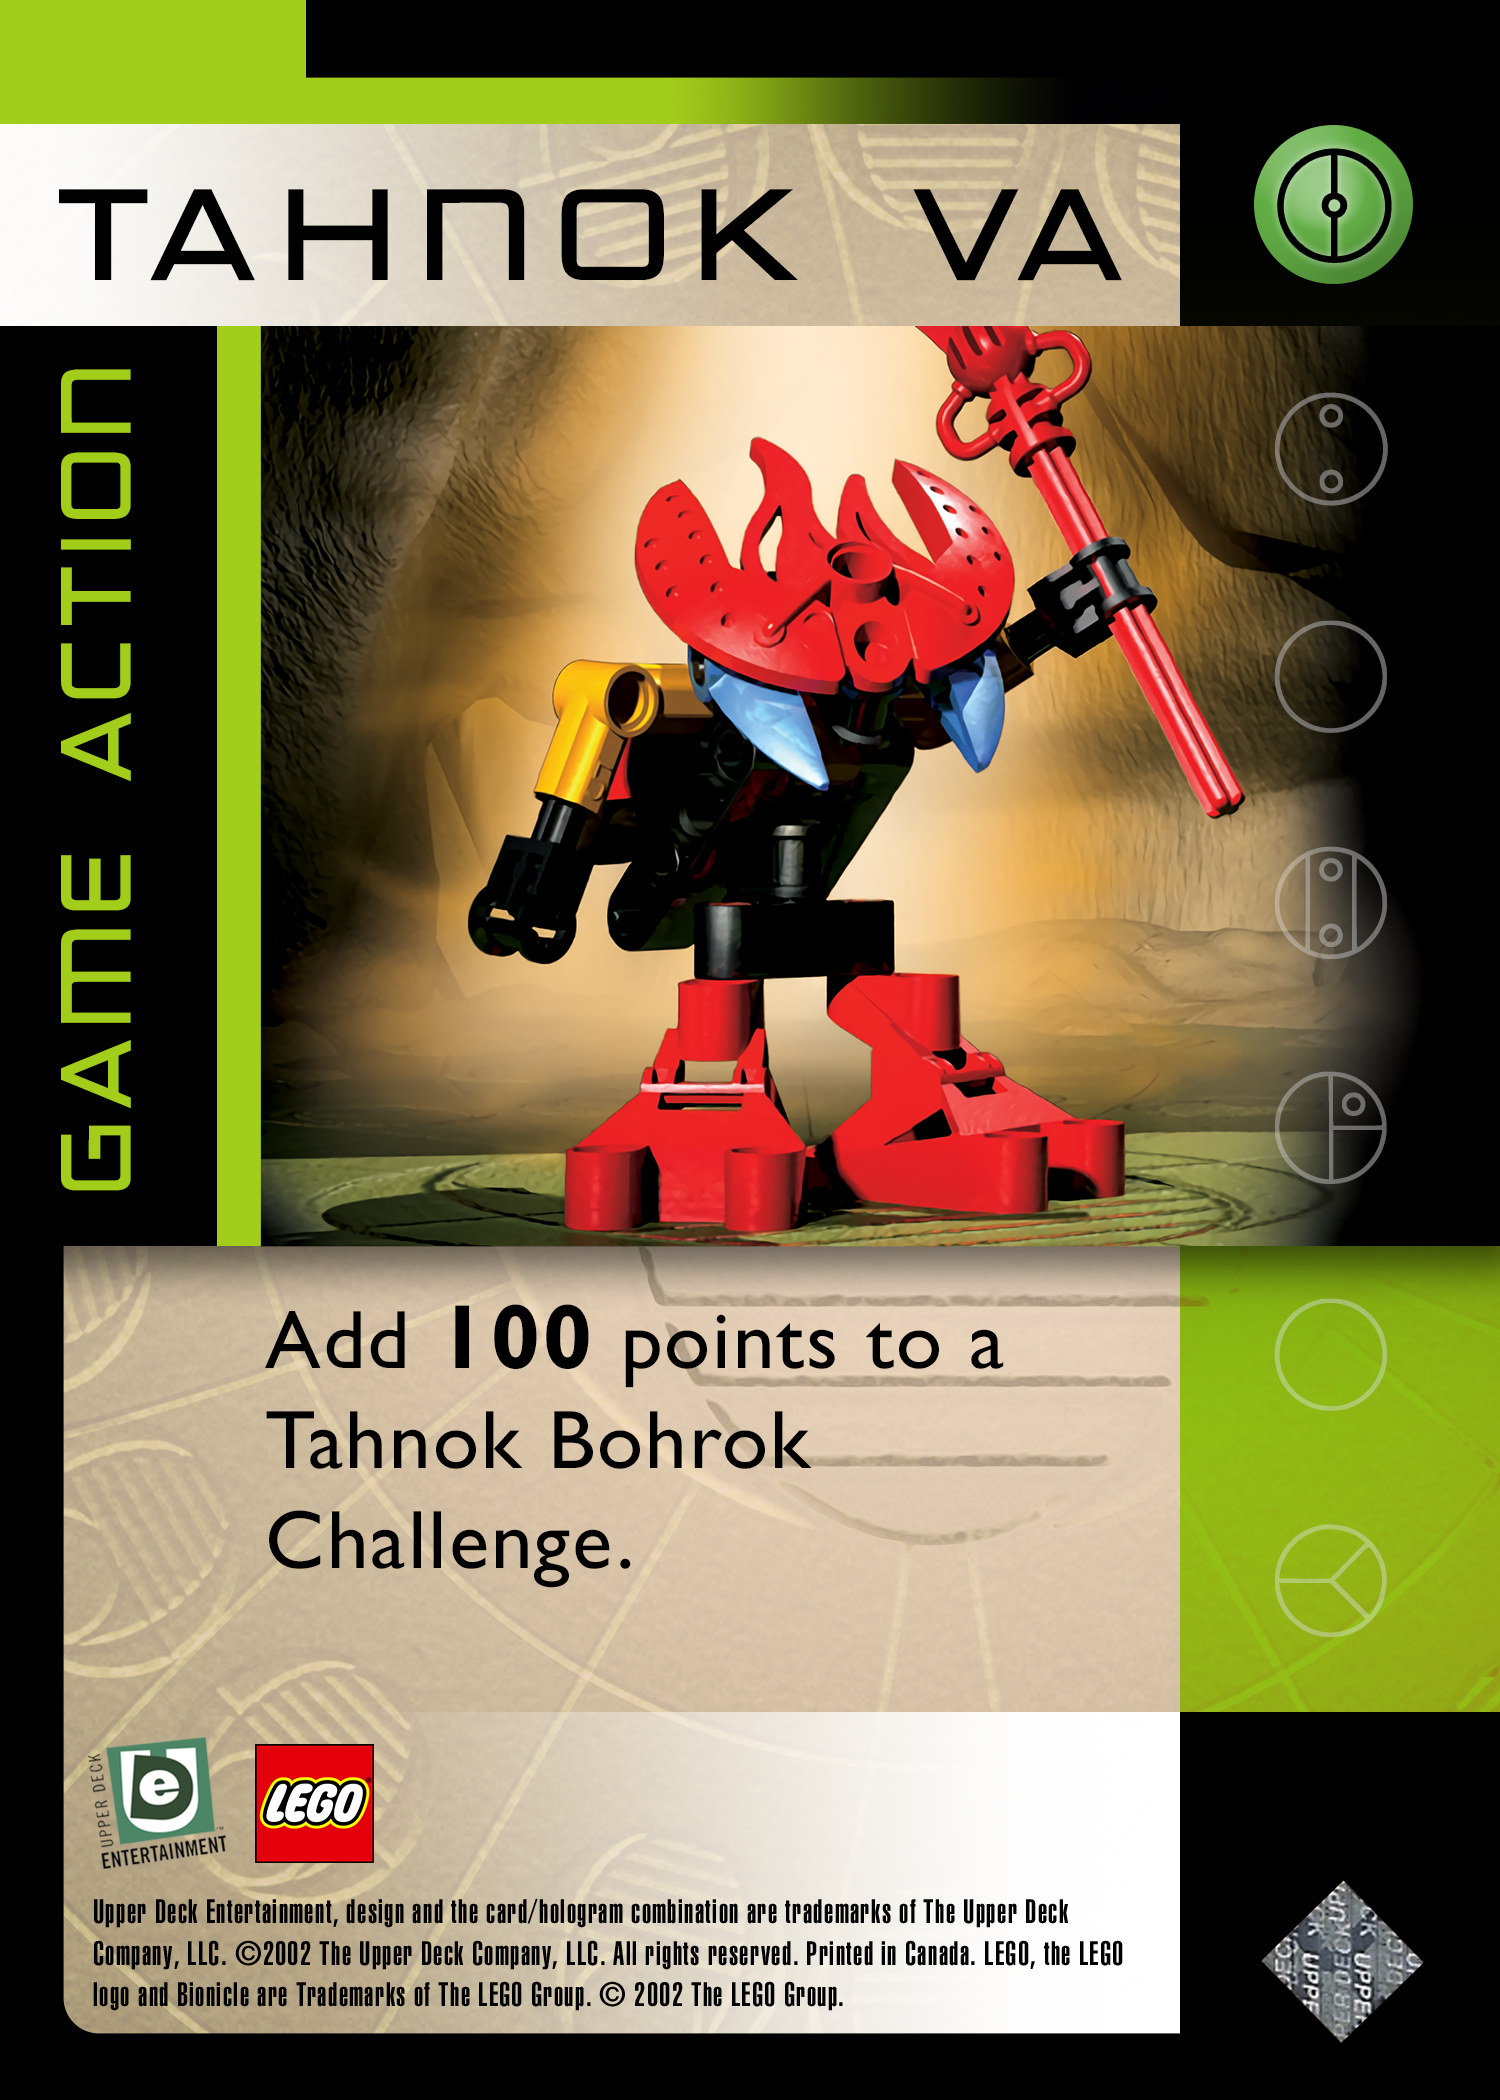 TAHNOK VA
GAME ACTION
Add 100 points to a
Tahnok Bohrok
Challenge.
UPPER DECK
ENTERTAINMENT™
LEGO
Upper Deck Entertainment, design and the card/hologram combination are trademarks of The Upper Deck
Company, LLC. ©2002 The Upper Deck Company, LLC. All rights reserved. Printed in Canada. LEGO, the LEGO
logo and Bionicle are Trademarks of The LEGO Group. © 2002 The LEGO Group.